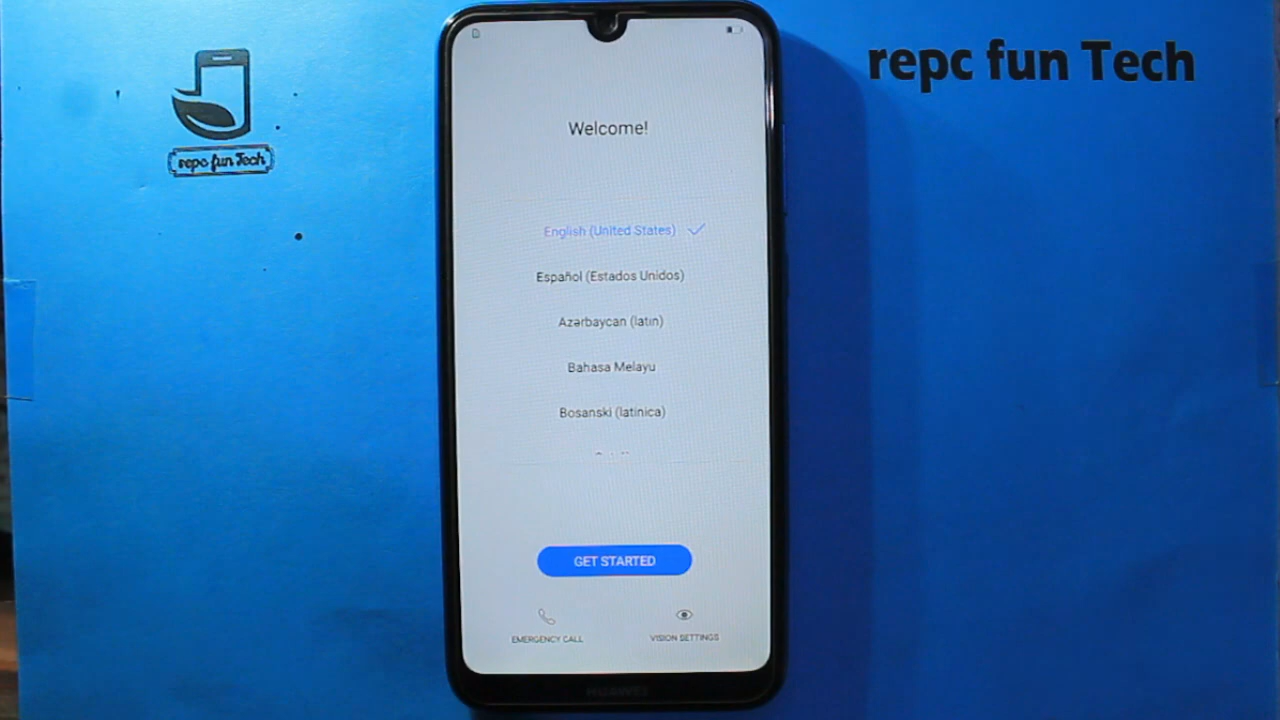 repc fun Tech
repc fun Tech
Welcome!
English (United States)
Español (Estados Unidos)
Azərbaycan (latın)
Bahasa Melayu
Bosanski (latinica)
GET STARTED
EMERGENCY CALL
VISION SETTINGS
HUAWEI